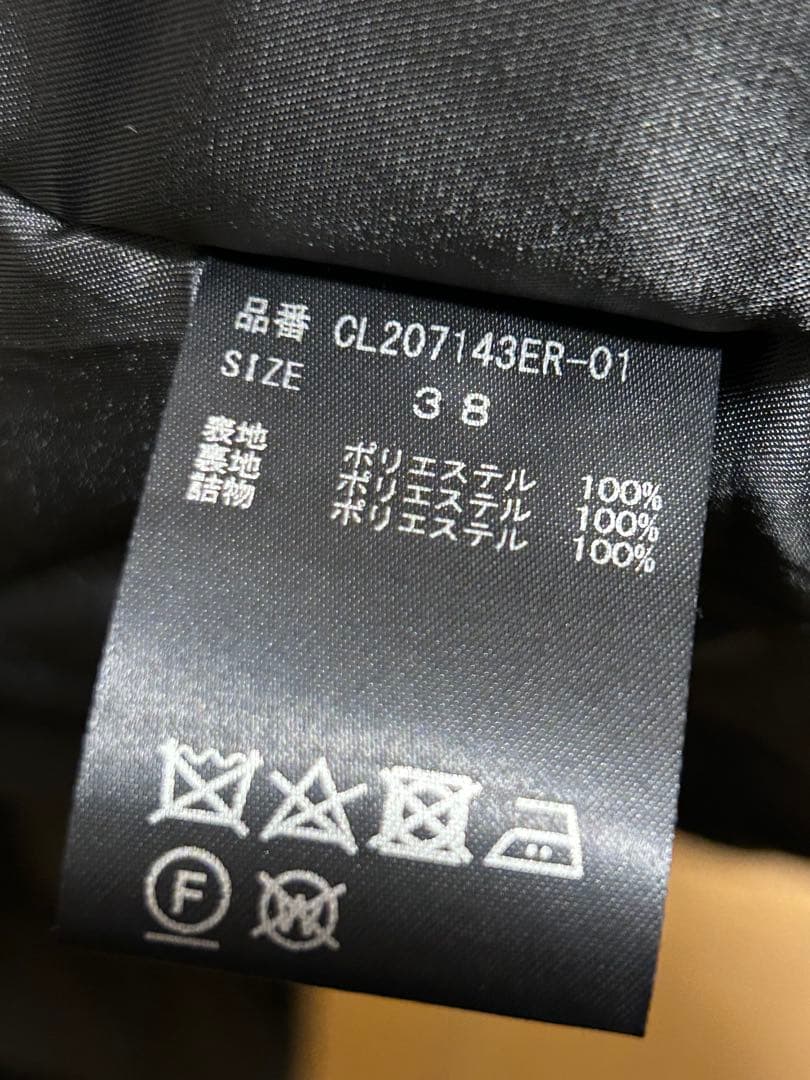 品番 CL207143ER-01
SIZE 38
表地 ポリエステル 100%
裏地 ポリエステル 100%
詰物 ポリエステル 100%
F W